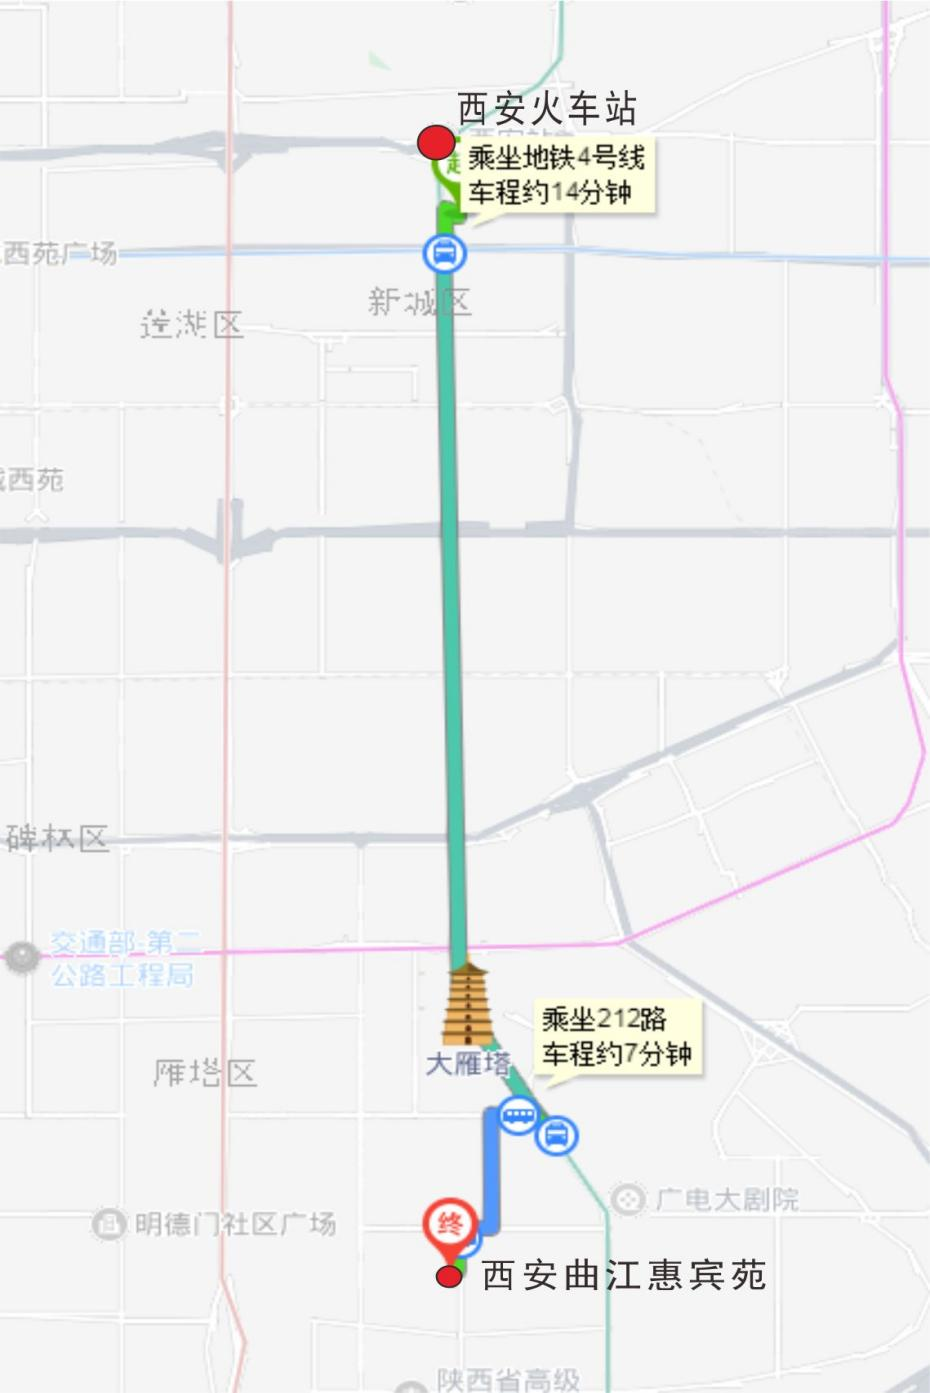 西安火车站
乘坐地铁4号线
车程约14分钟
西苑广场
新城区
莲湖区
西苑
碑林区
交通部-第二
公路工程局
乘坐212路
车程约7分钟
大雁塔
雁塔区
广电大剧院
明德门社区广场
终
西安曲江惠宾苑
陕西省高级